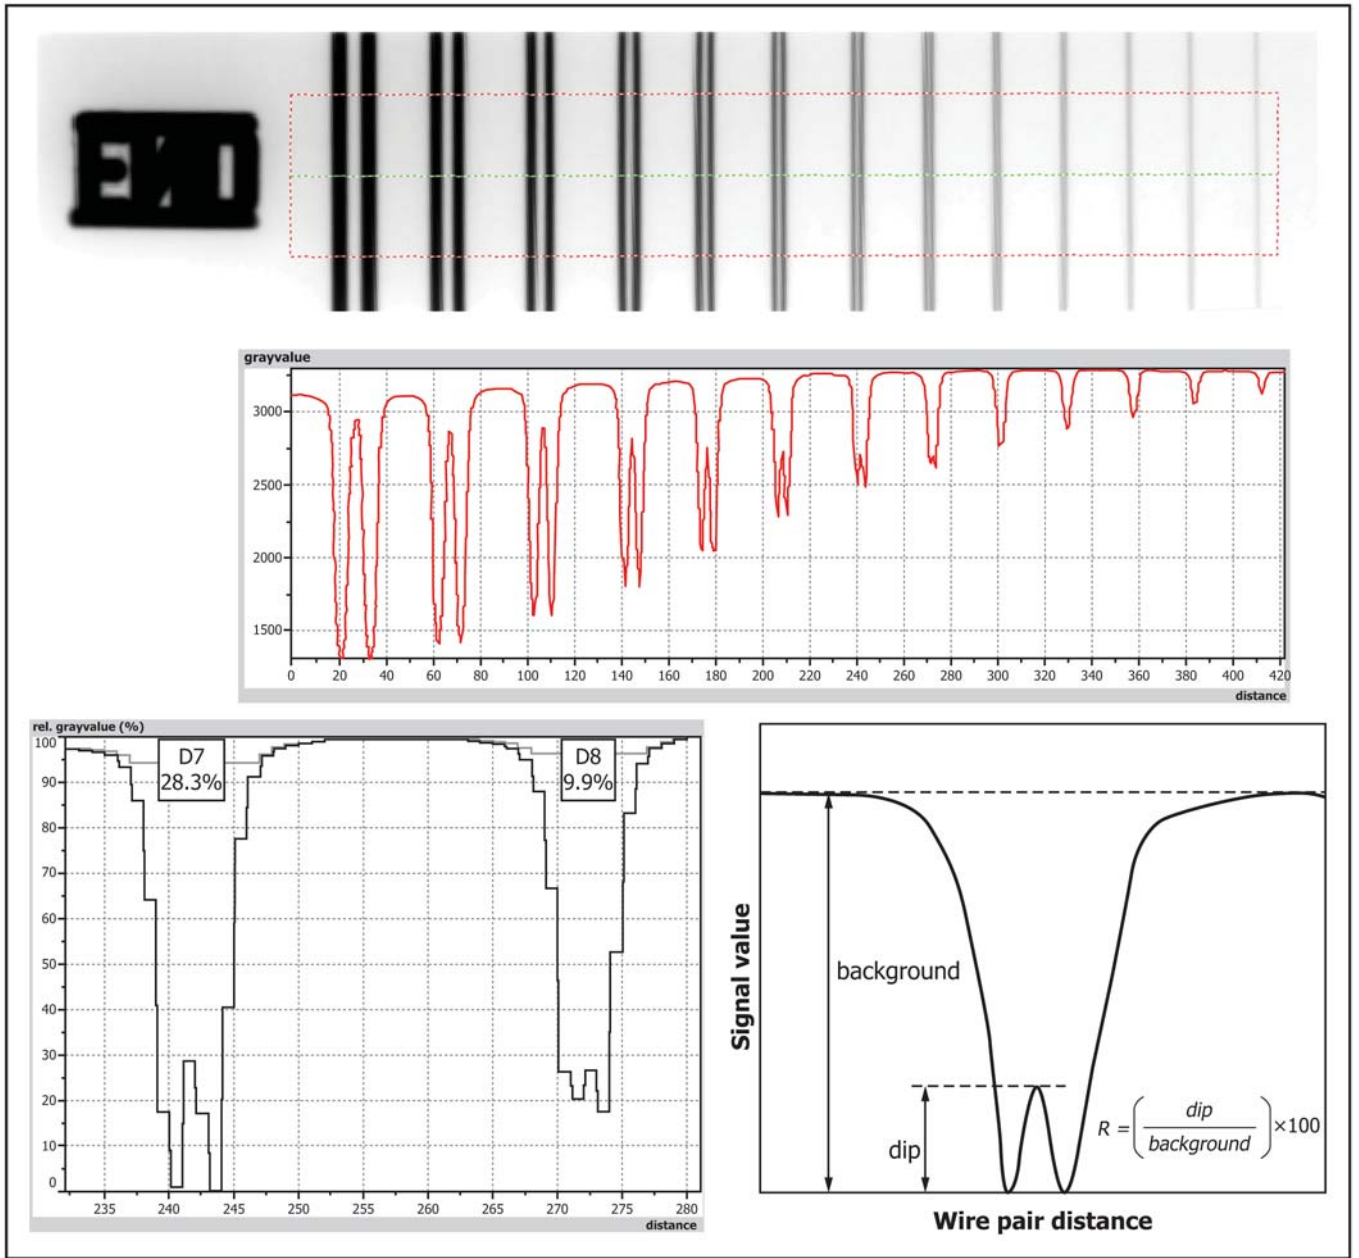 grayvalue
3000
2500
2000
1500
0 20 40 60 80 100 120 140 160 180 200 220 240 260 280 300 320 340 360 380 400 420
distance
rel. grayvalue (%)
100
90
80
70
60
50
40
30
20
10
0
D7
28.3%
D8
9.9%
235 240 245 250 255 260 265 270 275 280
distance
Signal value
background
dip
R = ( dip / background ) ×100
Wire pair distance